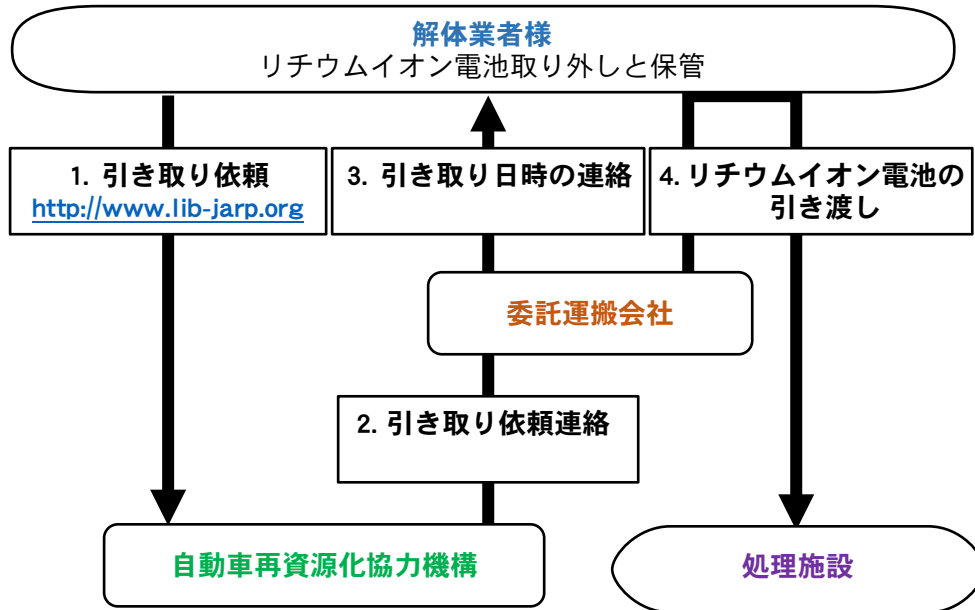 解体業者様
リチウムイオン電池取り外しと保管
1. 引き取り依頼
http://www.lib-jarp.org
3. 引き取り日時の連絡
4. リチウムイオン電池の
引き渡し
委託運搬会社
2. 引き取り依頼連絡
自動車再資源化協力機構
処理施設